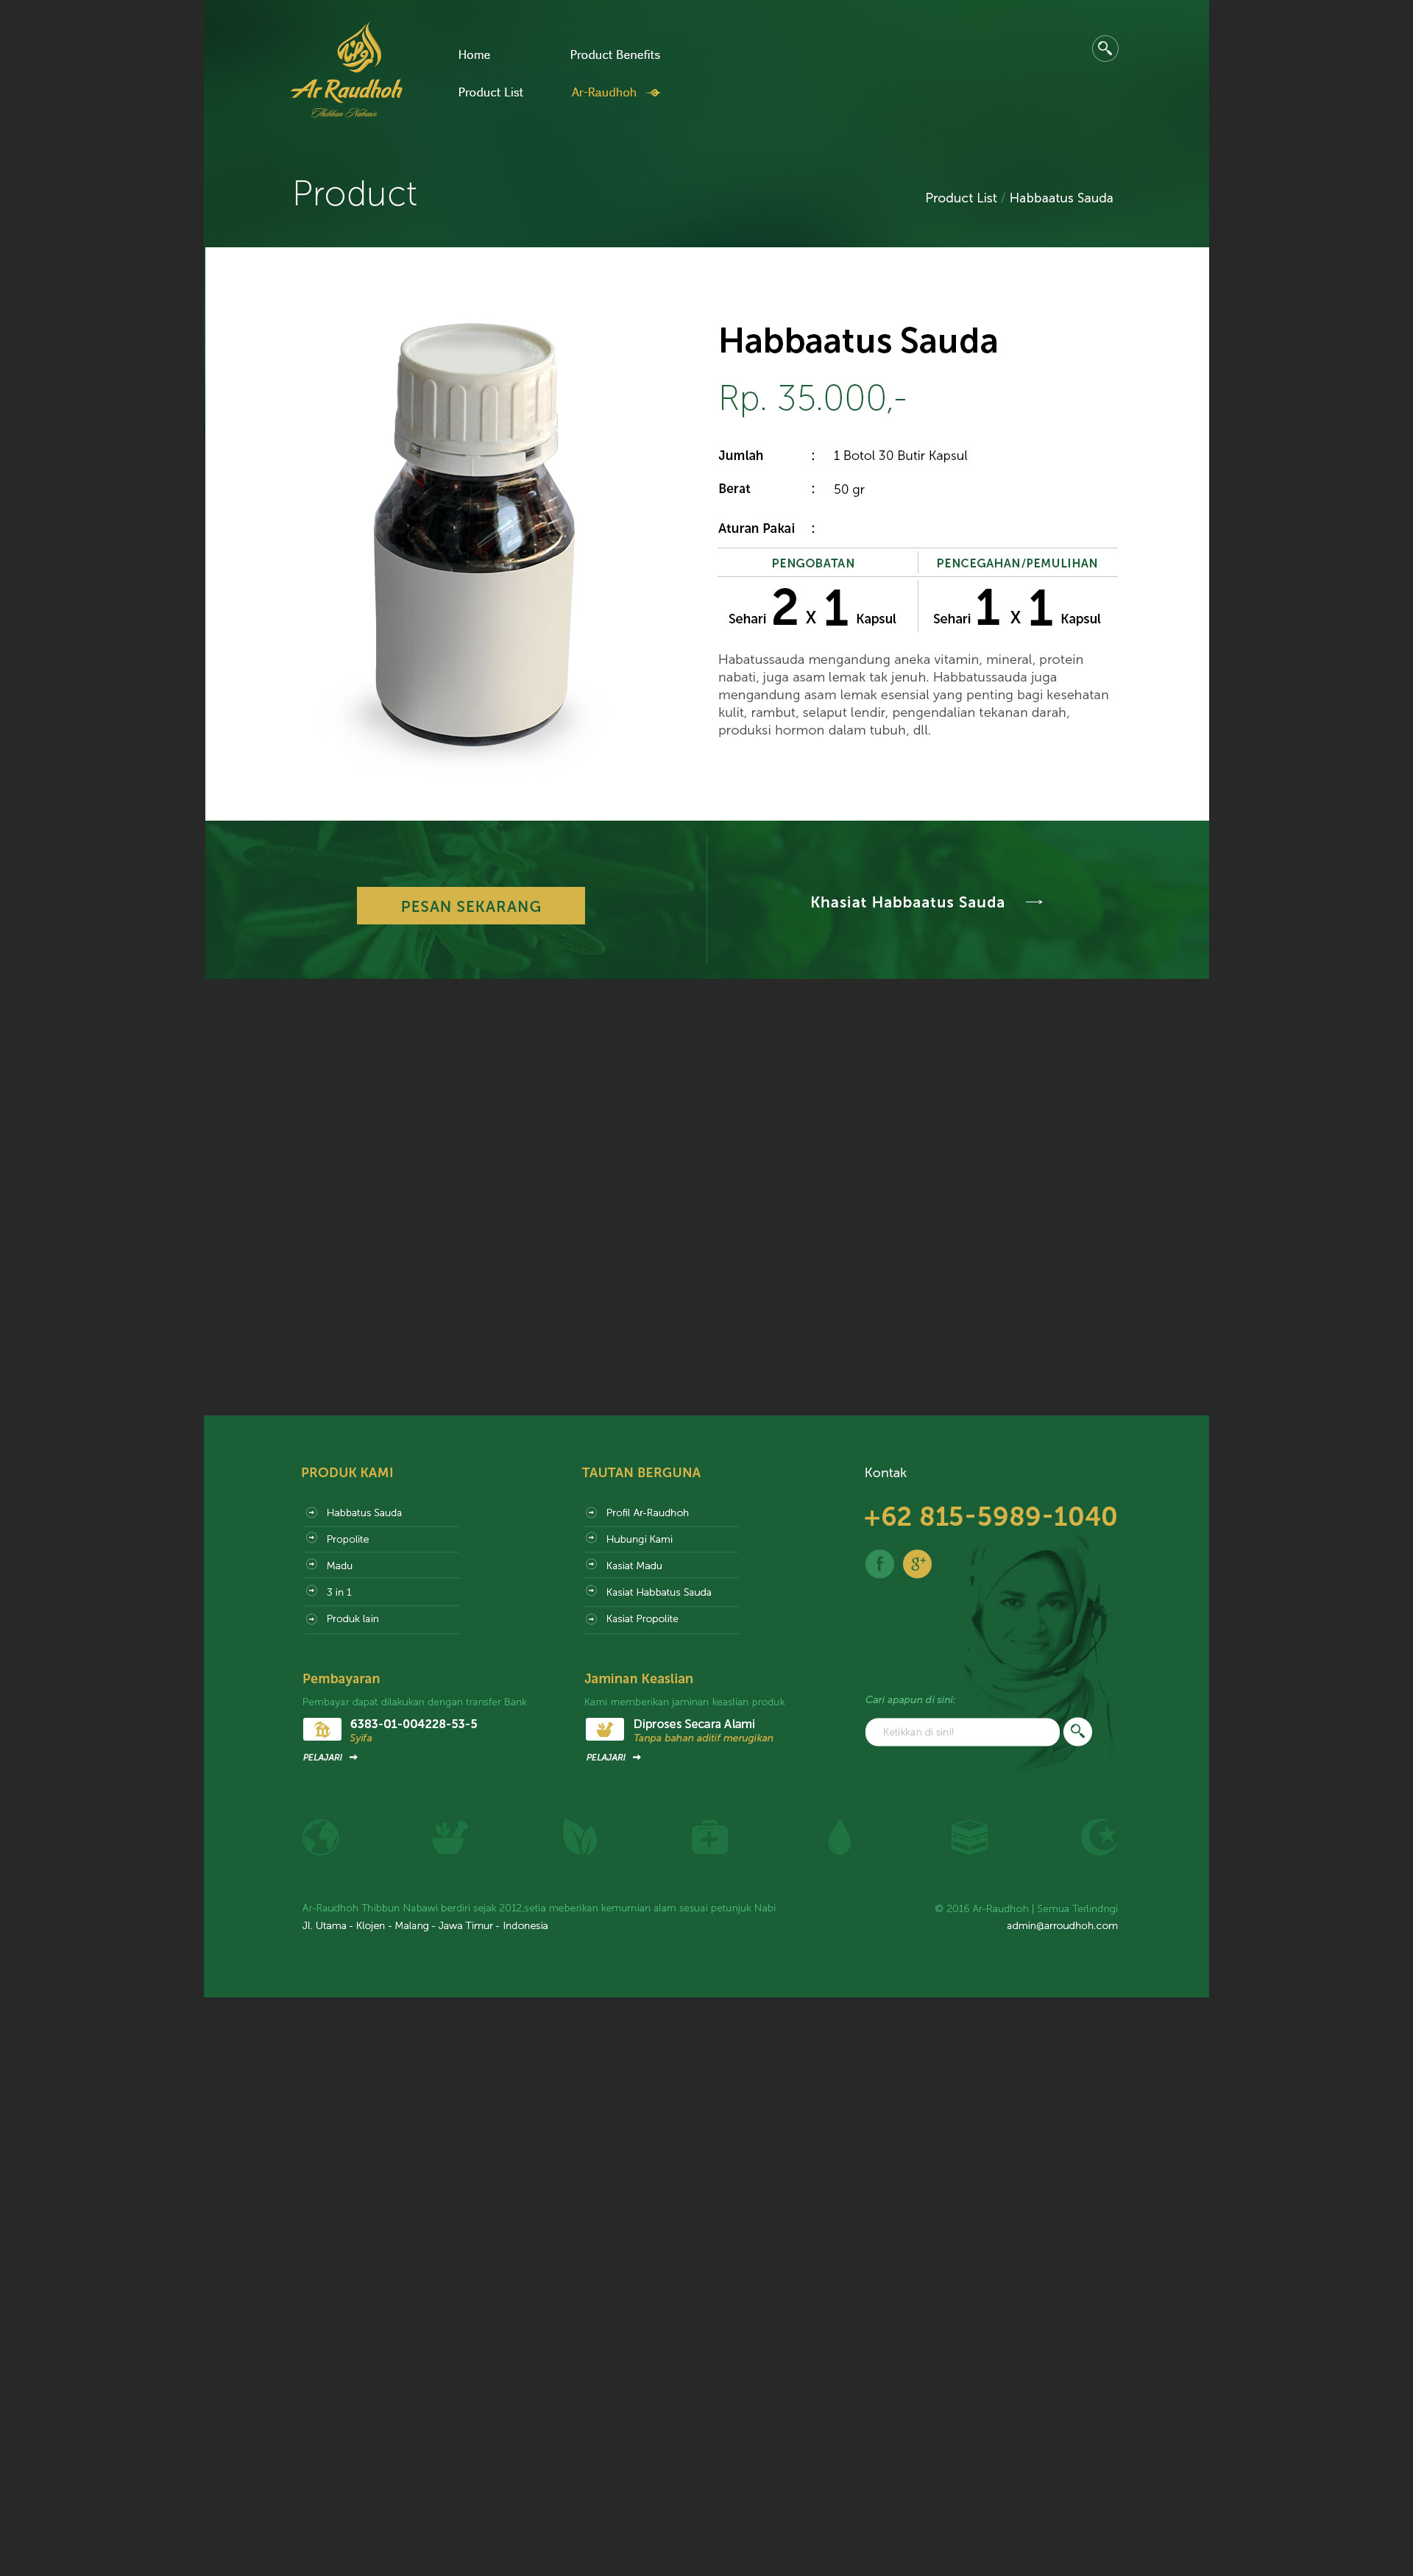 Ar Raudhoh
Thibbun Nabawi
Home
Product Benefits
Product List
Ar-Raudhoh
Product
Product List / Habbaatus Sauda
Habbaatus Sauda
Rp. 35.000,-
Jumlah : 1 Botol 30 Butir Kapsul
Berat : 50 gr
Aturan Pakai :
PENGOBATAN
PENCEGAHAN/PEMULIHAN
Sehari 2 X 1 Kapsul
Sehari 1 X 1 Kapsul
Habatussauda mengandung aneka vitamin, mineral, protein
nabati, juga asam lemak tak jenuh. Habbatussauda juga
mengandung asam lemak esensial yang penting bagi kesehatan
kulit, rambut, selaput lendir, pengendalian tekanan darah,
produksi hormon dalam tubuh, dll.
PESAN SEKARANG
Khasiat Habbaatus Sauda
PRODUK KAMI
Habbatus Sauda
Propolite
Madu
3 in 1
Produk lain
TAUTAN BERGUNA
Profil Ar-Raudhoh
Hubungi Kami
Kasiat Madu
Kasiat Habbatus Sauda
Kasiat Propolite
Kontak
+62 815-5989-1040
f
g+
Pembayaran
Pembayar dapat dilakukan dengan transfer Bank
6383-01-004228-53-5
Syifa
PELAJARI
Jaminan Keaslian
Kami memberikan jaminan keaslian produk
Diproses Secara Alami
Tanpa bahan aditif merugikan
PELAJARI
Cari apapun di sini:
Ketikkan di sini!
Ar-Raudhoh Thibbun Nabawi berdiri sejak 2012,setia meberikan kemurnian alam sesuai petunjuk Nabi
Jl. Utama - Klojen - Malang - Jawa Timur - Indonesia
© 2016 Ar-Raudhoh | Semua Terlindngi
admin@arroudhoh.com